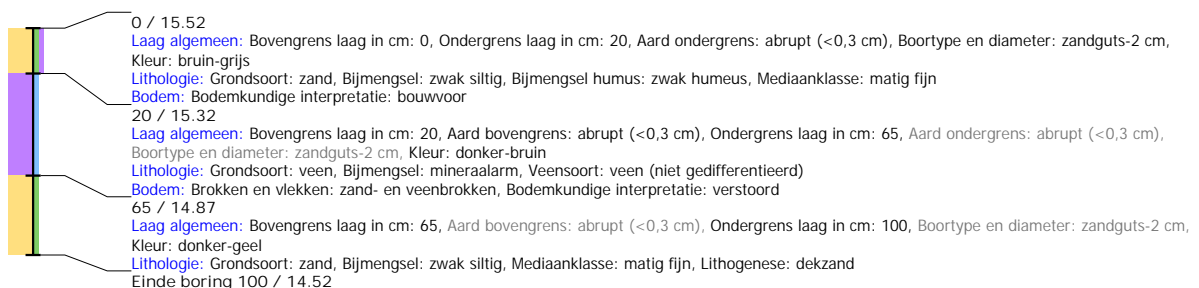 0 / 15.52
Laag algemeen: Bovengrens laag in cm: 0, Ondergrens laag in cm: 20, Aard ondergrens: abrupt (<0,3 cm), Boortype en diameter: zandguts-2 cm,
Kleur: bruin-grijs
Lithologie: Grondsoort: zand, Bijmengsel: zwak siltig, Bijmengsel humus: zwak humeus, Mediaanklasse: matig fijn
Bodem: Bodemkundige interpretatie: bouwvoor
20 / 15.32
Laag algemeen: Bovengrens laag in cm: 20, Aard bovengrens: abrupt (<0,3 cm), Ondergrens laag in cm: 65, Aard ondergrens: abrupt (<0,3 cm),
Boortype en diameter: zandguts-2 cm, Kleur: donker-bruin
Lithologie: Grondsoort: veen, Bijmengsel: mineraalarm, Veensoort: veen (niet gedifferentieerd)
Bodem: Brokken en vlekken: zand- en veenbrokken, Bodemkundige interpretatie: verstoord
65 / 14.87
Laag algemeen: Bovengrens laag in cm: 65, Aard bovengrens: abrupt (<0,3 cm), Ondergrens laag in cm: 100, Boortype en diameter: zandguts-2 cm,
Kleur: donker-geel
Lithologie: Grondsoort: zand, Bijmengsel: zwak siltig, Mediaanklasse: matig fijn, Lithogenese: dekzand
Einde boring 100 / 14.52